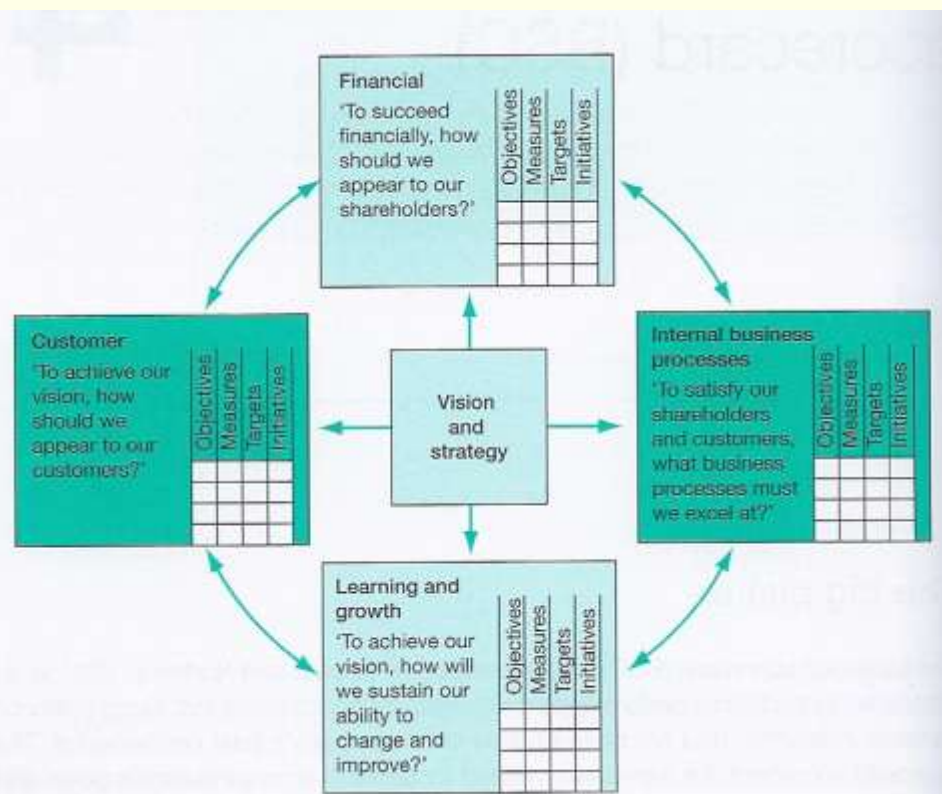 Financial
'To succeed
financially, how
should we
appear to our
shareholders?'
Objectives
Measures
Targets
Initiatives
Customer
'To achieve our
vision, how
should we
appear to our
customers?'
Objectives
Measures
Targets
Initiatives
Vision
and
strategy
Internal business
processes
'To satisfy our
shareholders
and customers,
what business
processes must
we excel at?'
Objectives
Measures
Targets
Initiatives
Learning and
growth
'To achieve our
vision, how will
we sustain our
ability to
change and
improve?'
Objectives
Measures
Targets
Initiatives